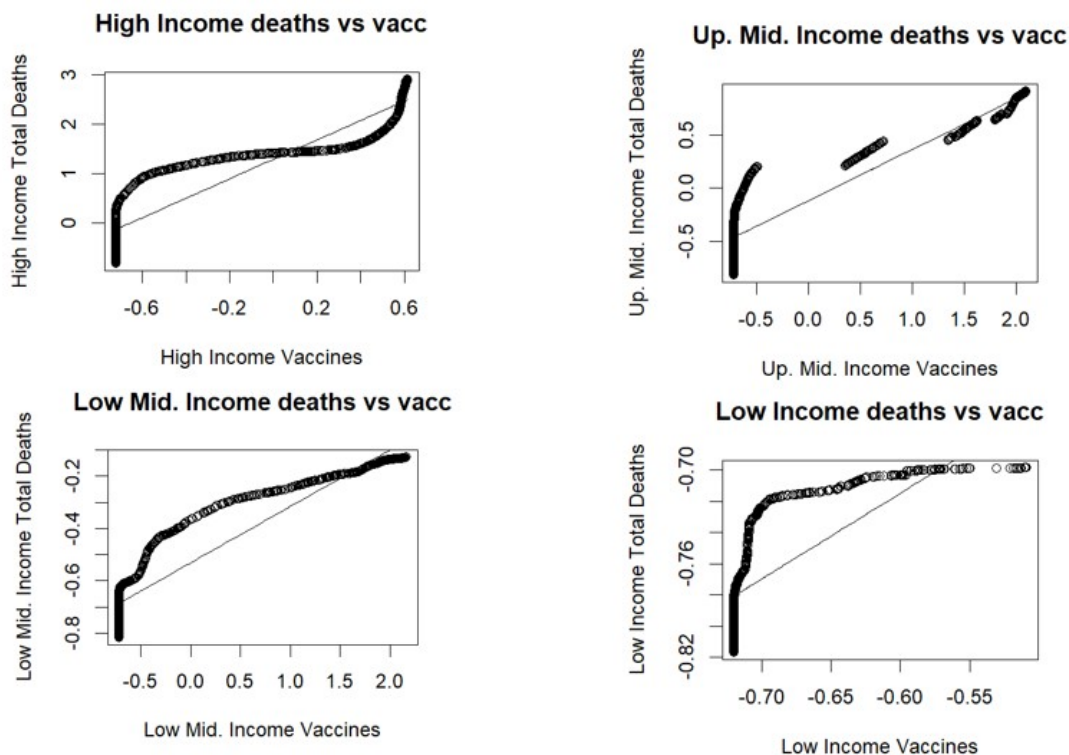 High Income deaths vs vacc
High Income Total Deaths
3
2
1
0
-0.6
-0.2
0.2
0.6
High Income Vaccines
Up. Mid. Income deaths vs vacc
Up. Mid. Income Total Deaths
0.5
0.0
-0.5
-0.5
0.0
0.5
1.0
1.5
2.0
Up. Mid. Income Vaccines
Low Mid. Income deaths vs vacc
Low Mid. Income Total Deaths
-0.2
-0.4
-0.6
-0.8
-0.5
0.0
0.5
1.0
1.5
2.0
Low Mid. Income Vaccines
Low Income deaths vs vacc
Low Income Total Deaths
-0.70
-0.76
-0.82
-0.70
-0.65
-0.60
-0.55
Low Income Vaccines